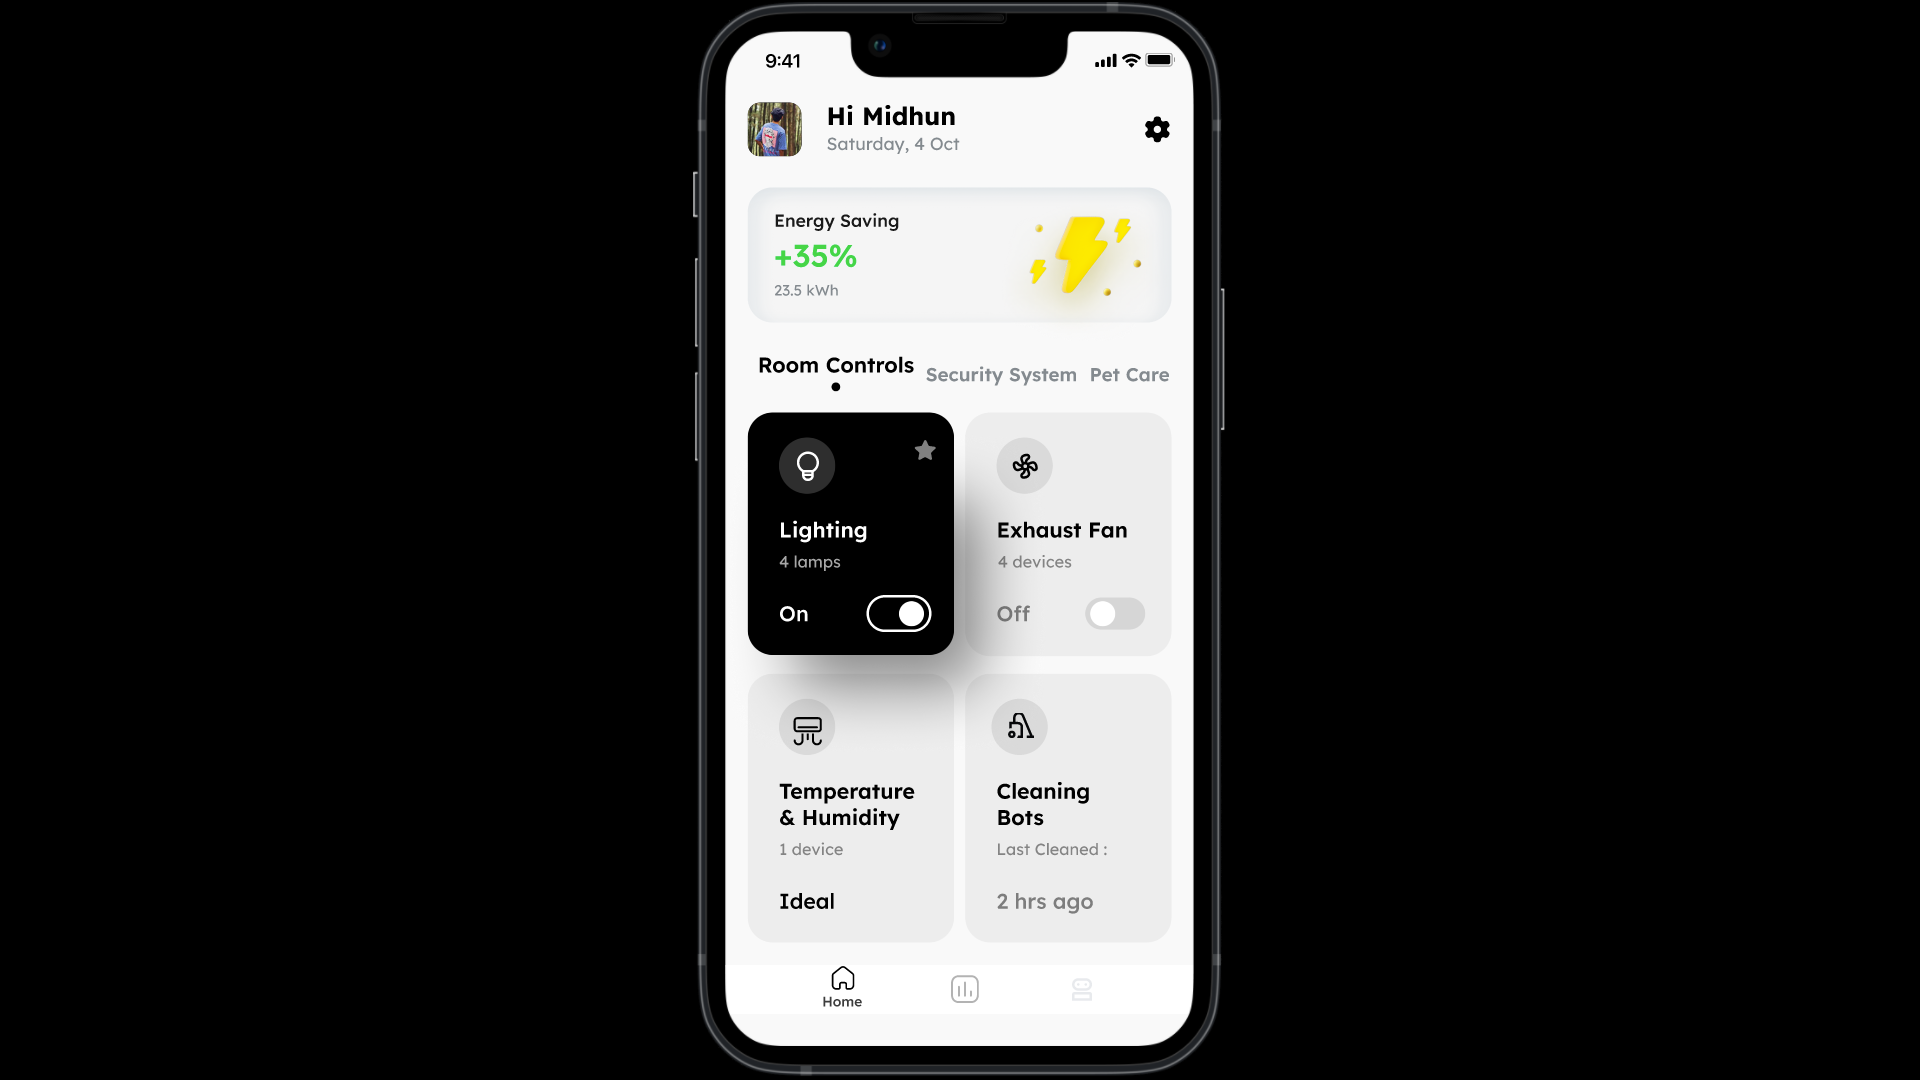 9:41
Hi Midhun
Saturday, 4 Oct
Energy Saving
+35%
23.5 kWh
Room Controls Security System Pet Care
Lighting
4 lamps
On
Exhaust Fan
4 devices
Off
Temperature
& Humidity
1 device
Ideal
Cleaning
Bots
Last Cleaned :
2 hrs ago
Home